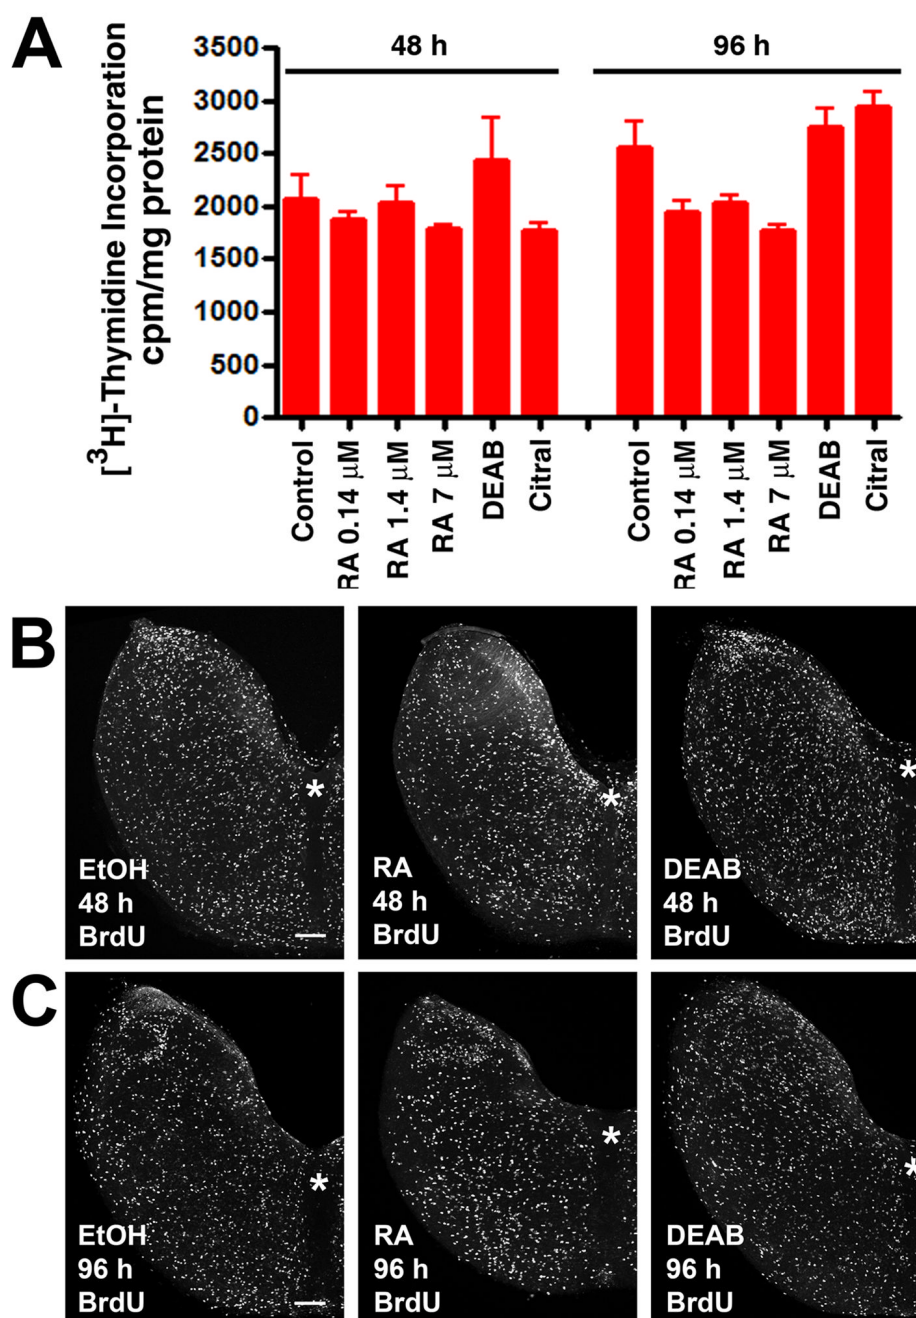 A
[³H]-Thymidine Incorporation
cpm/mg protein
3500
3000
2500
2000
1500
1000
500
0
48 h
96 h
Control
RA 0.14 μM
RA 1.4 μM
RA 7 μM
DEAB
Citral
Control
RA 0.14 μM
RA 1.4 μM
RA 7 μM
DEAB
Citral
B
EtOH
48 h
BrdU
*
RA
48 h
BrdU
*
DEAB
48 h
BrdU
*
C
EtOH
96 h
BrdU
*
RA
96 h
BrdU
*
DEAB
96 h
BrdU
*